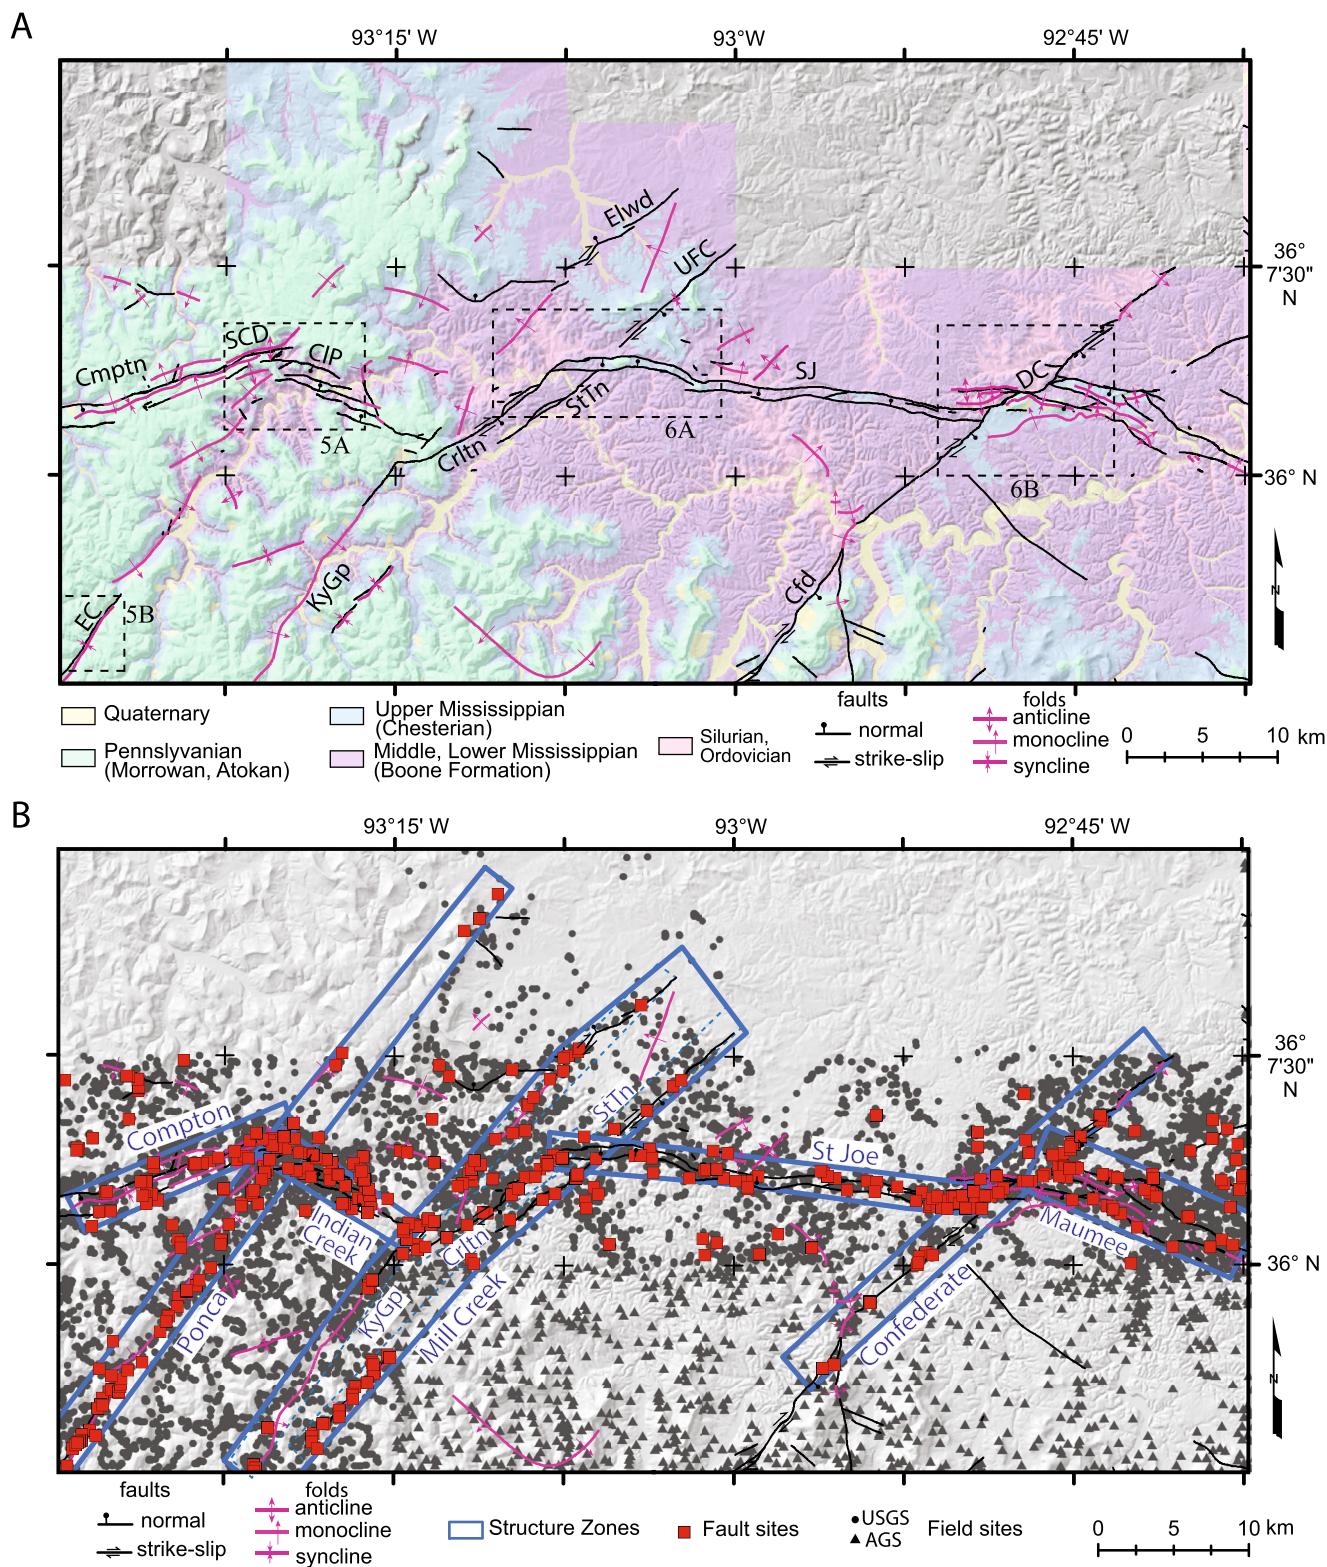 A
93°15' W
93°W
92°45' W
36°
7'30"
N
Elwd
UFC
SCD
CIP
Cmptn
SJ
DC
StTn
5A
6A
Crltn
6B
36° N
KyGp
Cfd
EC
5B
N
Quaternary
Pennslyvanian
(Morrowan, Atokan)
Upper Mississippian
(Chesterian)
Middle, Lower Mississippian
(Boone Formation)
Silurian,
Ordovician
faults
normal
strike-slip
folds
anticline
monocline
syncline
0 5 10 km
B
93°15' W
93°W
92°45' W
36°
7'30"
N
StTn
Compton
St Joe
Indian
Creek
Crltn
Maumee
36° N
Ponca
KyGp
Mill Creek
Confederate
N
faults
normal
strike-slip
folds
anticline
monocline
syncline
Structure Zones
Fault sites
USGS
AGS
Field sites
0 5 10 km